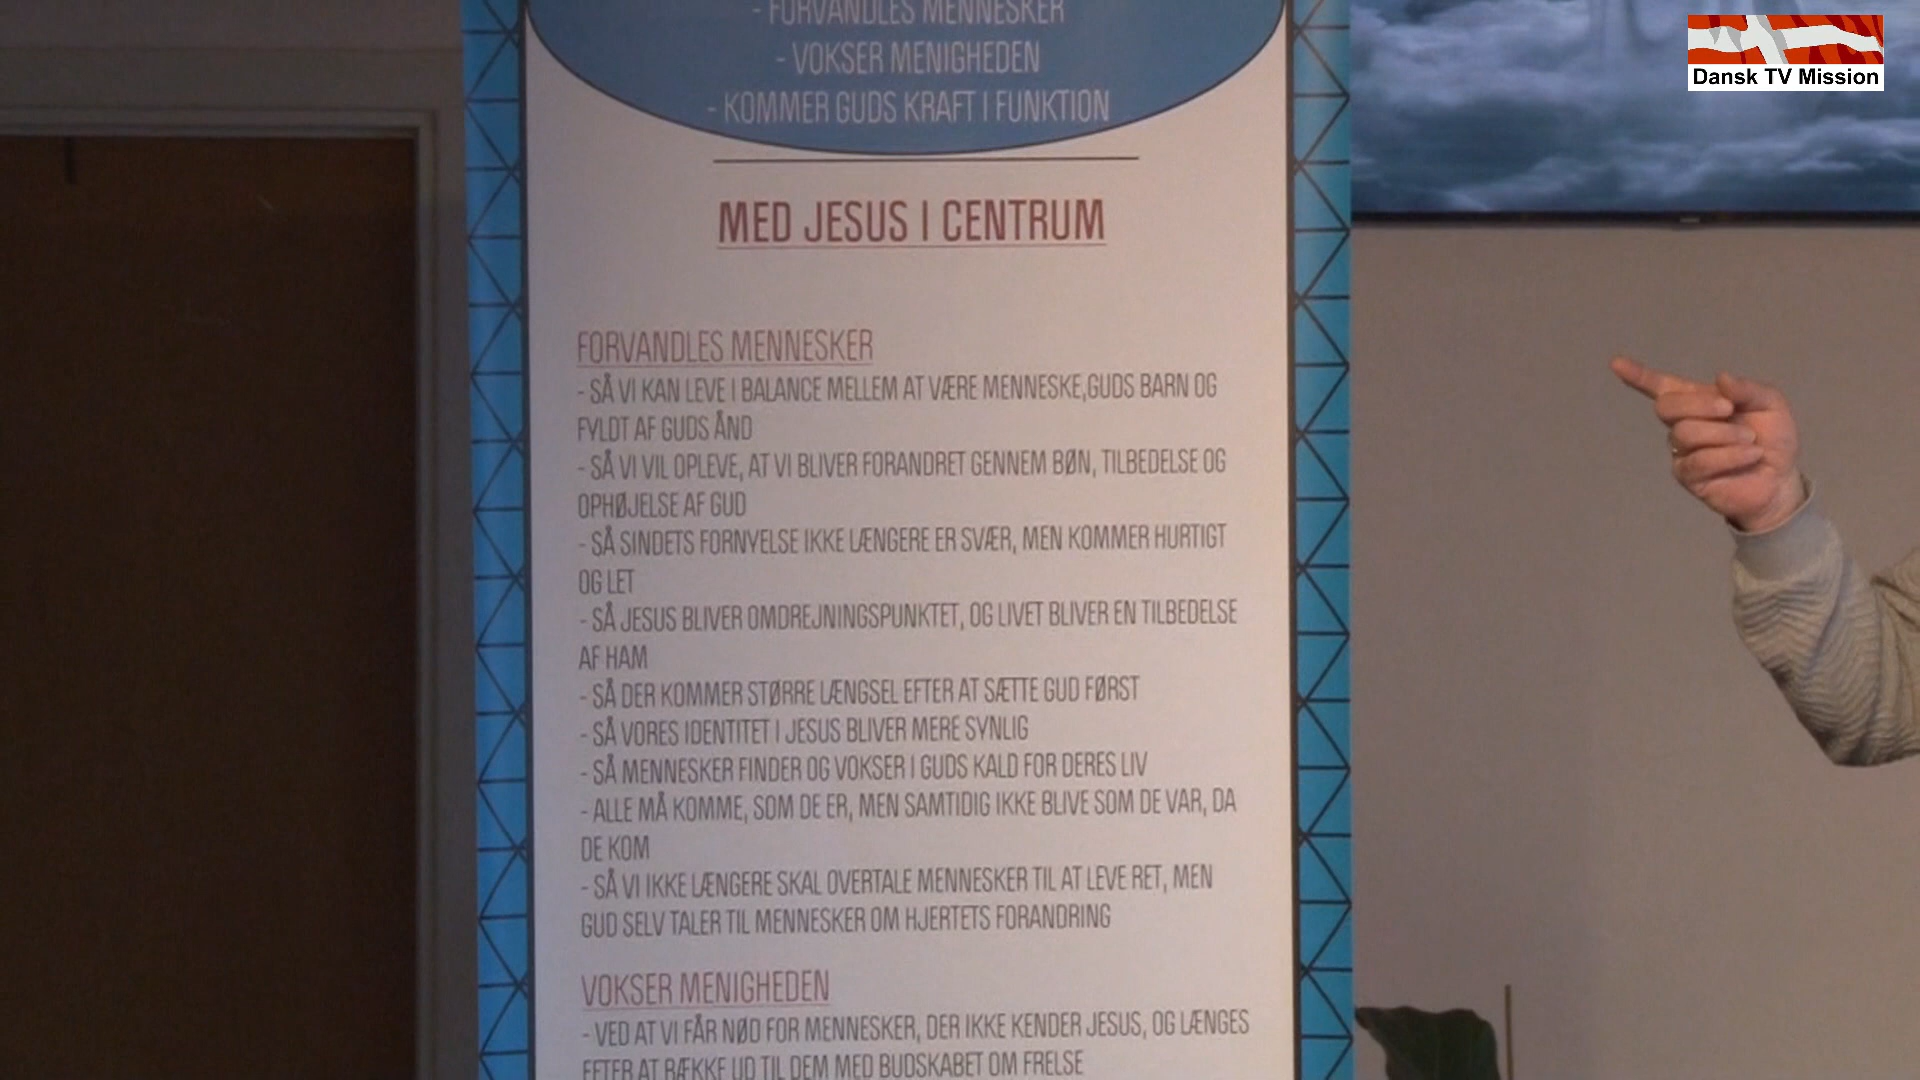 - FORVANDLES MENNESKER
- VOKSER MENIGHEDEN
- KOMMER GUDS KRAFT I FUNKTION
Dansk TV Mission
MED JESUS I CENTRUM
FORVANDLES MENNESKER
- SÅ VI KAN LEVE I BALANCE MELLEM AT VÆRE MENNESKE,GUDS BARN OG
FYLDT AF GUDS ÅND
- SÅ VI VIL OPLEVE, AT VI BLIVER FORANDRET GENNEM BØN, TILBEDELSE OG
OPHØJELSE AF GUD
- SÅ SINDETS FORNYELSE IKKE LÆNGERE ER SVÆR, MEN KOMMER HURTIGT
OG LET
- SÅ JESUS BLIVER OMDREJNINGSPUNKTET, OG LIVET BLIVER EN TILBEDELSE
AF HAM
- SÅ DER KOMMER STØRRE LÆNGSEL EFTER AT SÆTTE GUD FØRST
- SÅ VORES IDENTITET I JESUS BLIVER MERE SYNLIG
- SÅ MENNESKER FINDER OG VOKSER I GUDS KALD FOR DERES LIV
- ALLE MÅ KOMME, SOM DE ER, MEN SAMTIDIG IKKE BLIVE SOM DE VAR, DA
DE KOM
- SÅ VI IKKE LÆNGERE SKAL OVERTALE MENNESKER TIL AT LEVE RET, MEN
GUD SELV TALER TIL MENNESKER OM HJERTETS FORANDRING
VOKSER MENIGHEDEN
- VED AT VI FÅR NØD FOR MENNESKER, DER IKKE KENDER JESUS, OG LÆNGES
EFTER AT RÆKKE UD TIL DEM MED BUDSKABET OM FRELSE